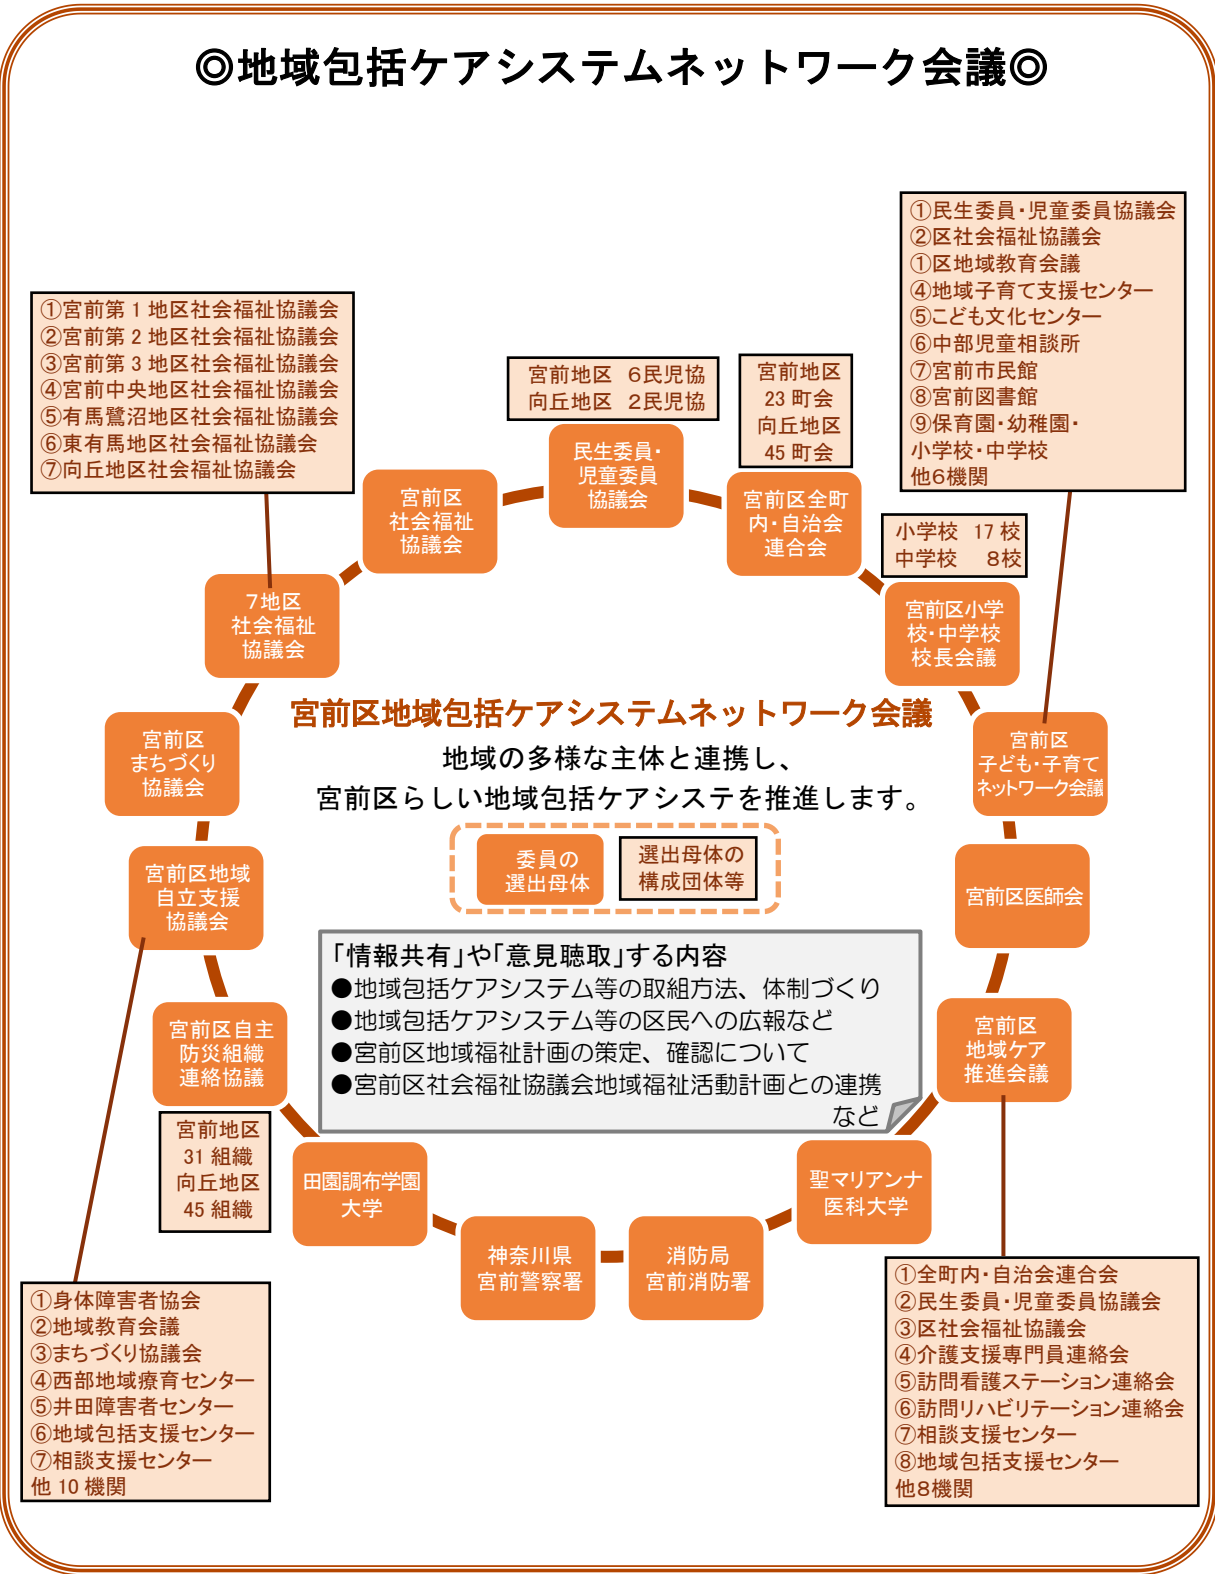 ◎地域包括ケアシステムネットワーク会議◎
①民生委員・児童委員協議会
②区社会福祉協議会
①区地域教育会議
④地域子育て支援センター
⑤こども文化センター
⑥中部児童相談所
⑦宮前市民館
⑧宮前図書館
⑨保育園・幼稚園・
小学校・中学校
他6機関
①宮前第1地区社会福祉協議会
②宮前第2地区社会福祉協議会
③宮前第3地区社会福祉協議会
④宮前中央地区社会福祉協議会
⑤有馬鷺沼地区社会福祉協議会
⑥東有馬地区社会福祉協議会
⑦向丘地区社会福祉協議会
宮前地区 6民児協
向丘地区 2民児協
宮前地区
23町会
向丘地区
45町会
民生委員・
児童委員
協議会
宮前区
社会福祉
協議会
宮前区全町
内・自治会
連合会
小学校 17校
中学校 8校
7地区
社会福祉
協議会
宮前区小学
校・中学校
校長会議
宮前区地域包括ケアシステムネットワーク会議
地域の多様な主体と連携し、
宮前区らしい地域包括ケアシステを推進します。
宮前区
まちづくり
協議会
宮前区
子ども・子育て
ネットワーク会議
委員の
選出母体
選出母体の
構成団体等
宮前区地域
自立支援
協議会
宮前区医師会
「情報共有」や「意見聴取」する内容
●地域包括ケアシステム等の取組方法、体制づくり
●地域包括ケアシステム等の区民への広報など
●宮前区地域福祉計画の策定、確認について
●宮前区社会福祉協議会地域福祉活動計画との連携
など
宮前区自主
防災組織
連絡協議
宮前区
地域ケア
推進会議
宮前地区
31組織
向丘地区
45組織
田園調布学園
大学
聖マリアンナ
医科大学
神奈川県
宮前警察署
消防局
宮前消防署
①身体障害者協会
②地域教育会議
③まちづくり協議会
④西部地域療育センター
⑤井田障害者センター
⑥地域包括支援センター
⑦相談支援センター
他10機関
①全町内・自治会連合会
②民生委員・児童委員協議会
③区社会福祉協議会
④介護支援専門員連絡会
⑤訪問看護ステーション連絡会
⑥訪問リハビリテーション連絡会
⑦相談支援センター
⑧地域包括支援センター
他8機関